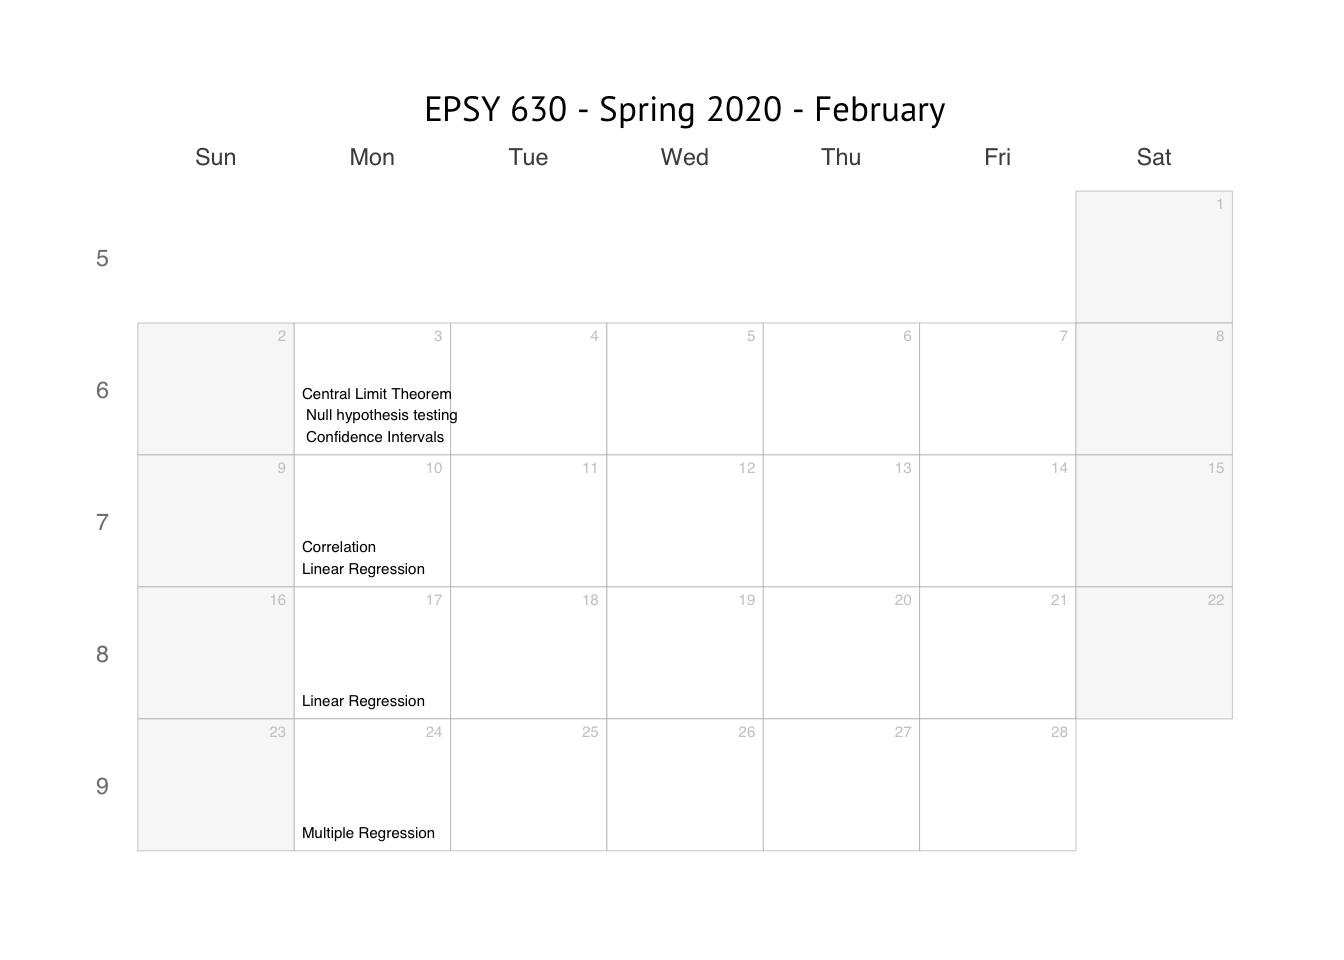 EPSY 630 - Spring 2020 - February
Sun Mon Tue Wed Thu Fri Sat
1
5
2 3 4 5 6 7 8
6
Central Limit Theorem
Null hypothesis testing
Confidence Intervals
9 10 11 12 13 14 15
7
Correlation
Linear Regression
16 17 18 19 20 21 22
8
Linear Regression
23 24 25 26 27 28
9
Multiple Regression